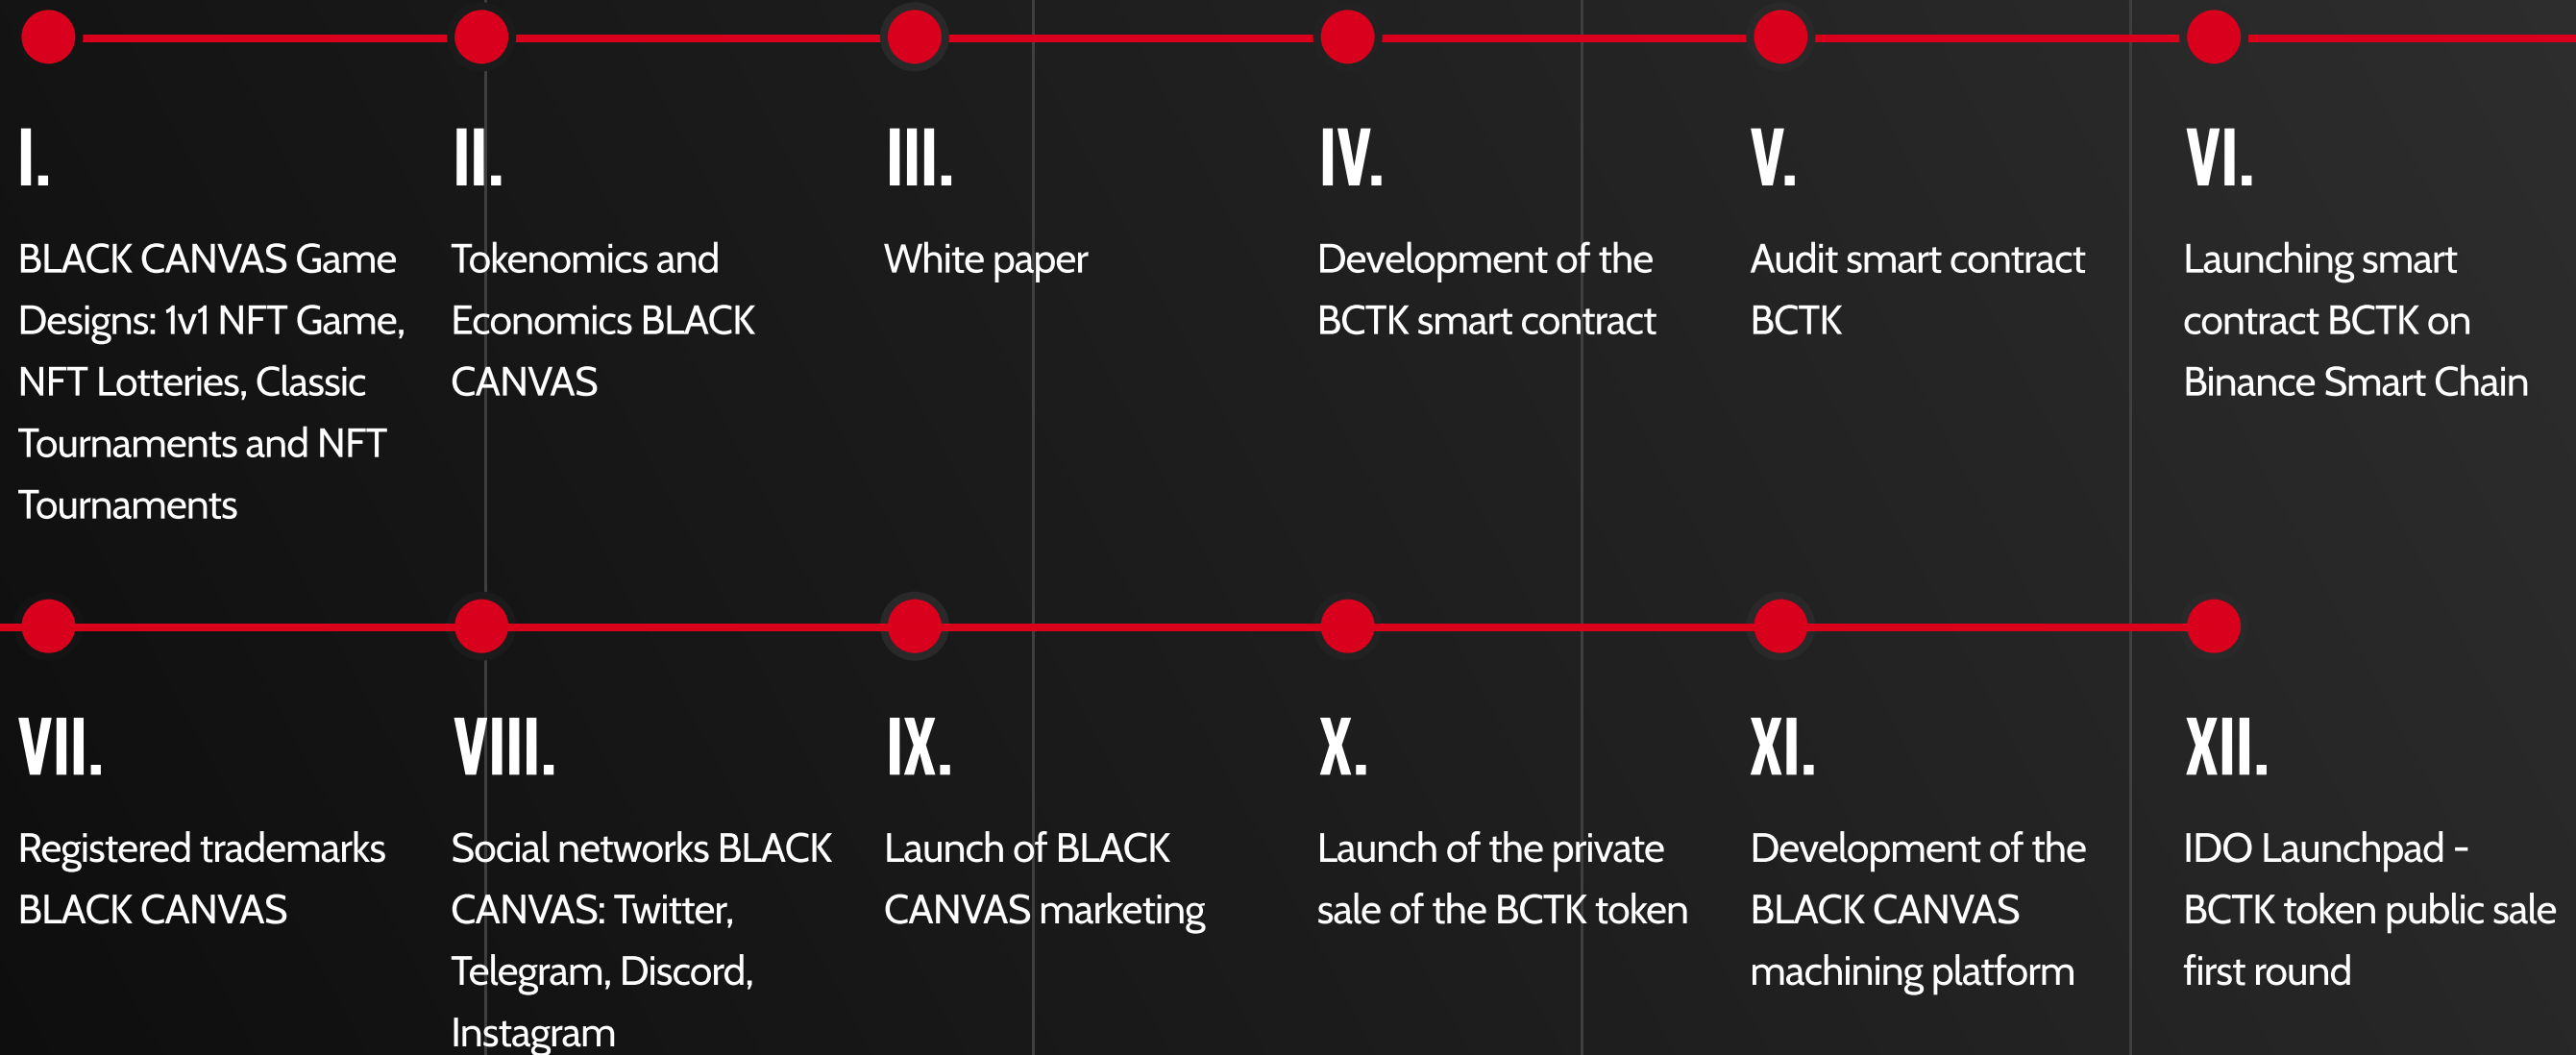 I.
BLACK CANVAS Game
Designs: 1v1 NFT Game,
NFT Lotteries, Classic
Tournaments and NFT
Tournaments
II.
Tokenomics and
Economics BLACK
CANVAS
III.
White paper
IV.
Development of the
BCTK smart contract
V.
Audit smart contract
BCTK
VI.
Launching smart
contract BCTK on
Binance Smart Chain
VII.
Registered trademarks
BLACK CANVAS
VIII.
Social networks BLACK
CANVAS: Twitter,
Telegram, Discord,
Instagram
IX.
Launch of BLACK
CANVAS marketing
X.
Launch of the private
sale of the BCTK token
XI.
Development of the
BLACK CANVAS
machining platform
XII.
IDO Launchpad -
BCTK token public sale
first round